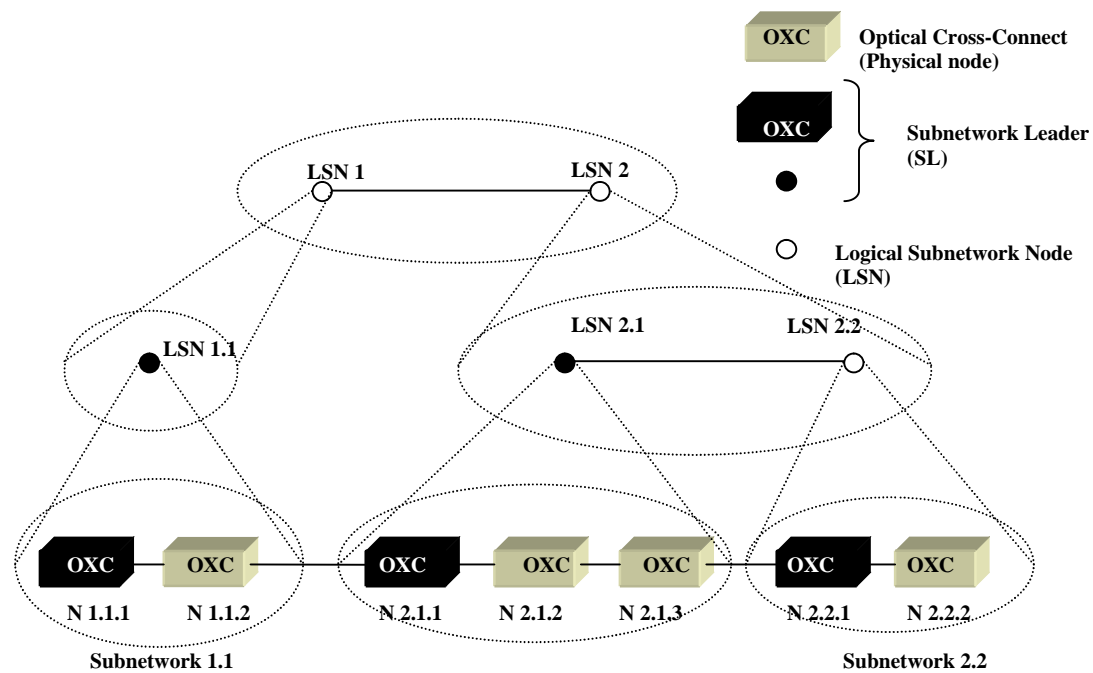 OXC
Optical Cross-Connect
(Physical node)
OXC
Subnetwork Leader
(SL)
Logical Subnetwork Node
(LSN)
LSN 1
LSN 2
LSN 1.1
LSN 2.1
LSN 2.2
OXC
OXC
OXC
OXC
OXC
OXC
OXC
N 1.1.1
N 1.1.2
N 2.1.1
N 2.1.2
N 2.1.3
N 2.2.1
N 2.2.2
Subnetwork 1.1
Subnetwork 2.2